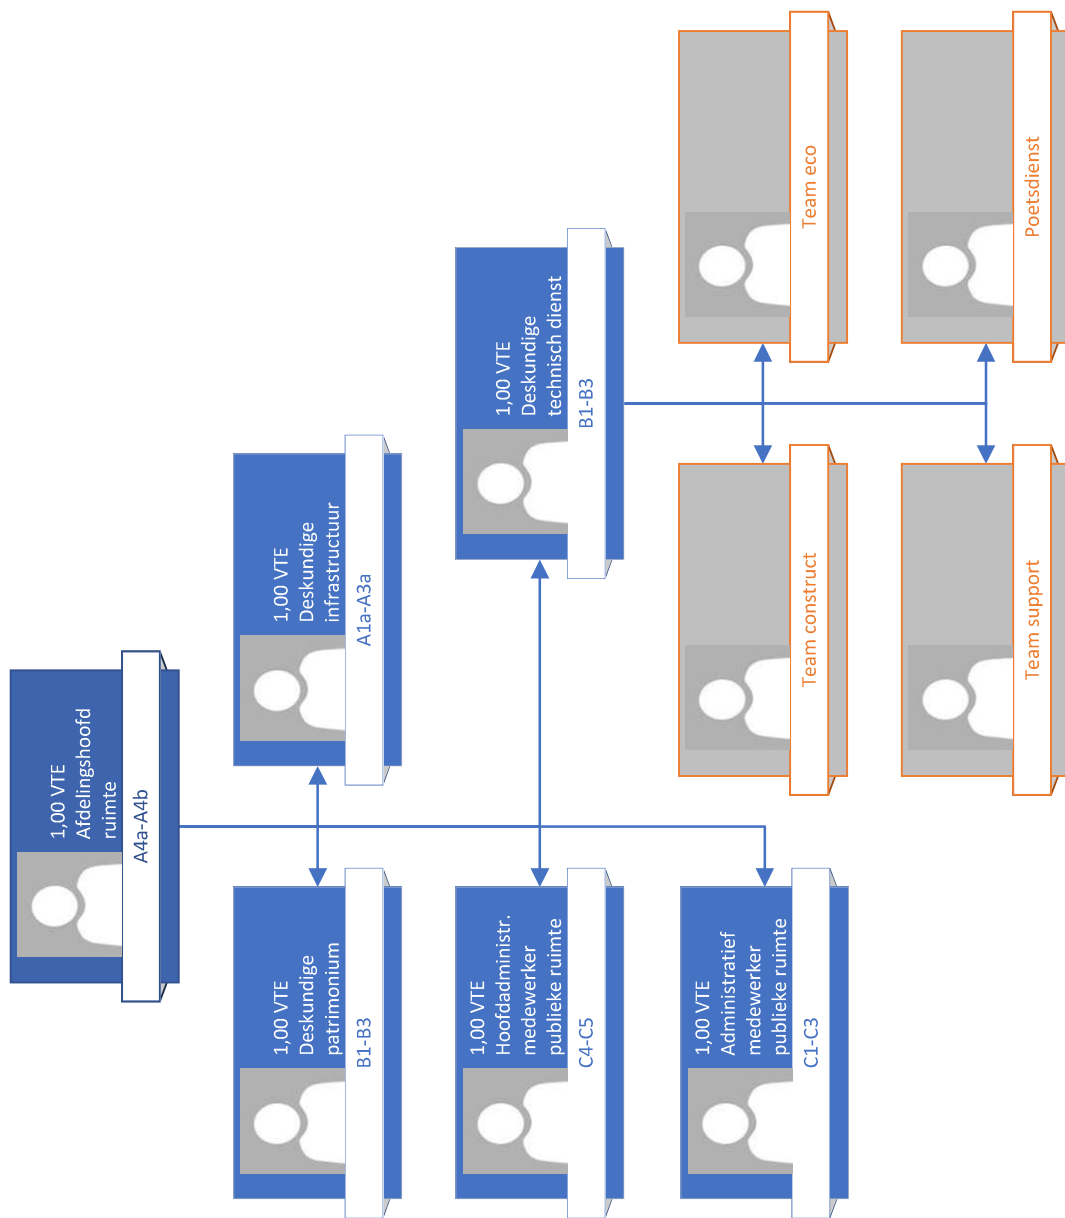 1,00 VTE
Afdelingshoofd
ruimte
A4a-A4b
1,00 VTE
Deskundige
patrimonium
B1-B3
1,00 VTE
Deskundige
infrastructuur
A1a-A3a
1,00 VTE
Hoofdadministr.
medewerker
publieke ruimte
C4-C5
1,00 VTE
Deskundige
technisch dienst
B1-B3
1,00 VTE
Administratief
medewerker
publieke ruimte
C1-C3
Team construct
Team eco
Team support
Poetsdienst